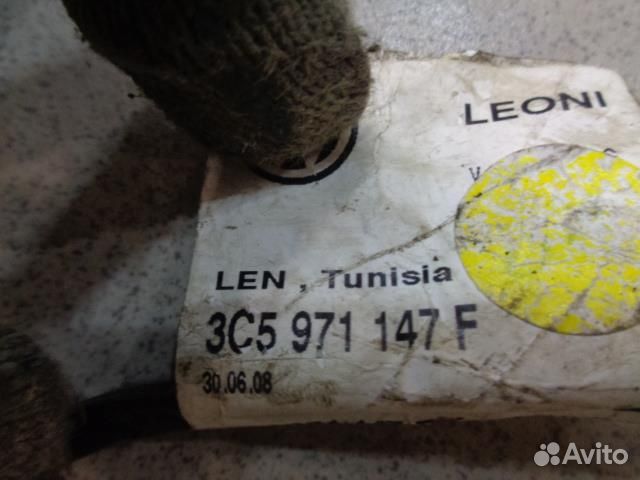 LEONI
LEN , Tunisia
3C5 971 147 F
30.06.08
Avito